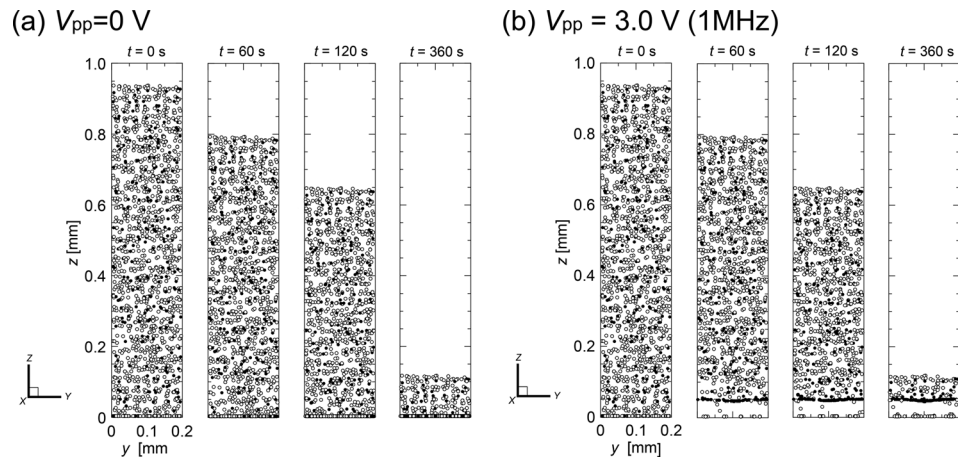 (a) Vpp=0 V
(b) Vpp = 3.0 V (1MHz)
t = 0 s
t = 60 s
t = 120 s
t = 360 s
t = 0 s
t = 60 s
t = 120 s
t = 360 s
1.0
0.8
0.6
0.4
0.2
0
z [mm]
0 0.1 0.2
y [mm
Z
X
Y
1.0
0.8
0.6
0.4
0.2
0
z [mm]
0 0.1 0.2
y [mm
Z
X
Y